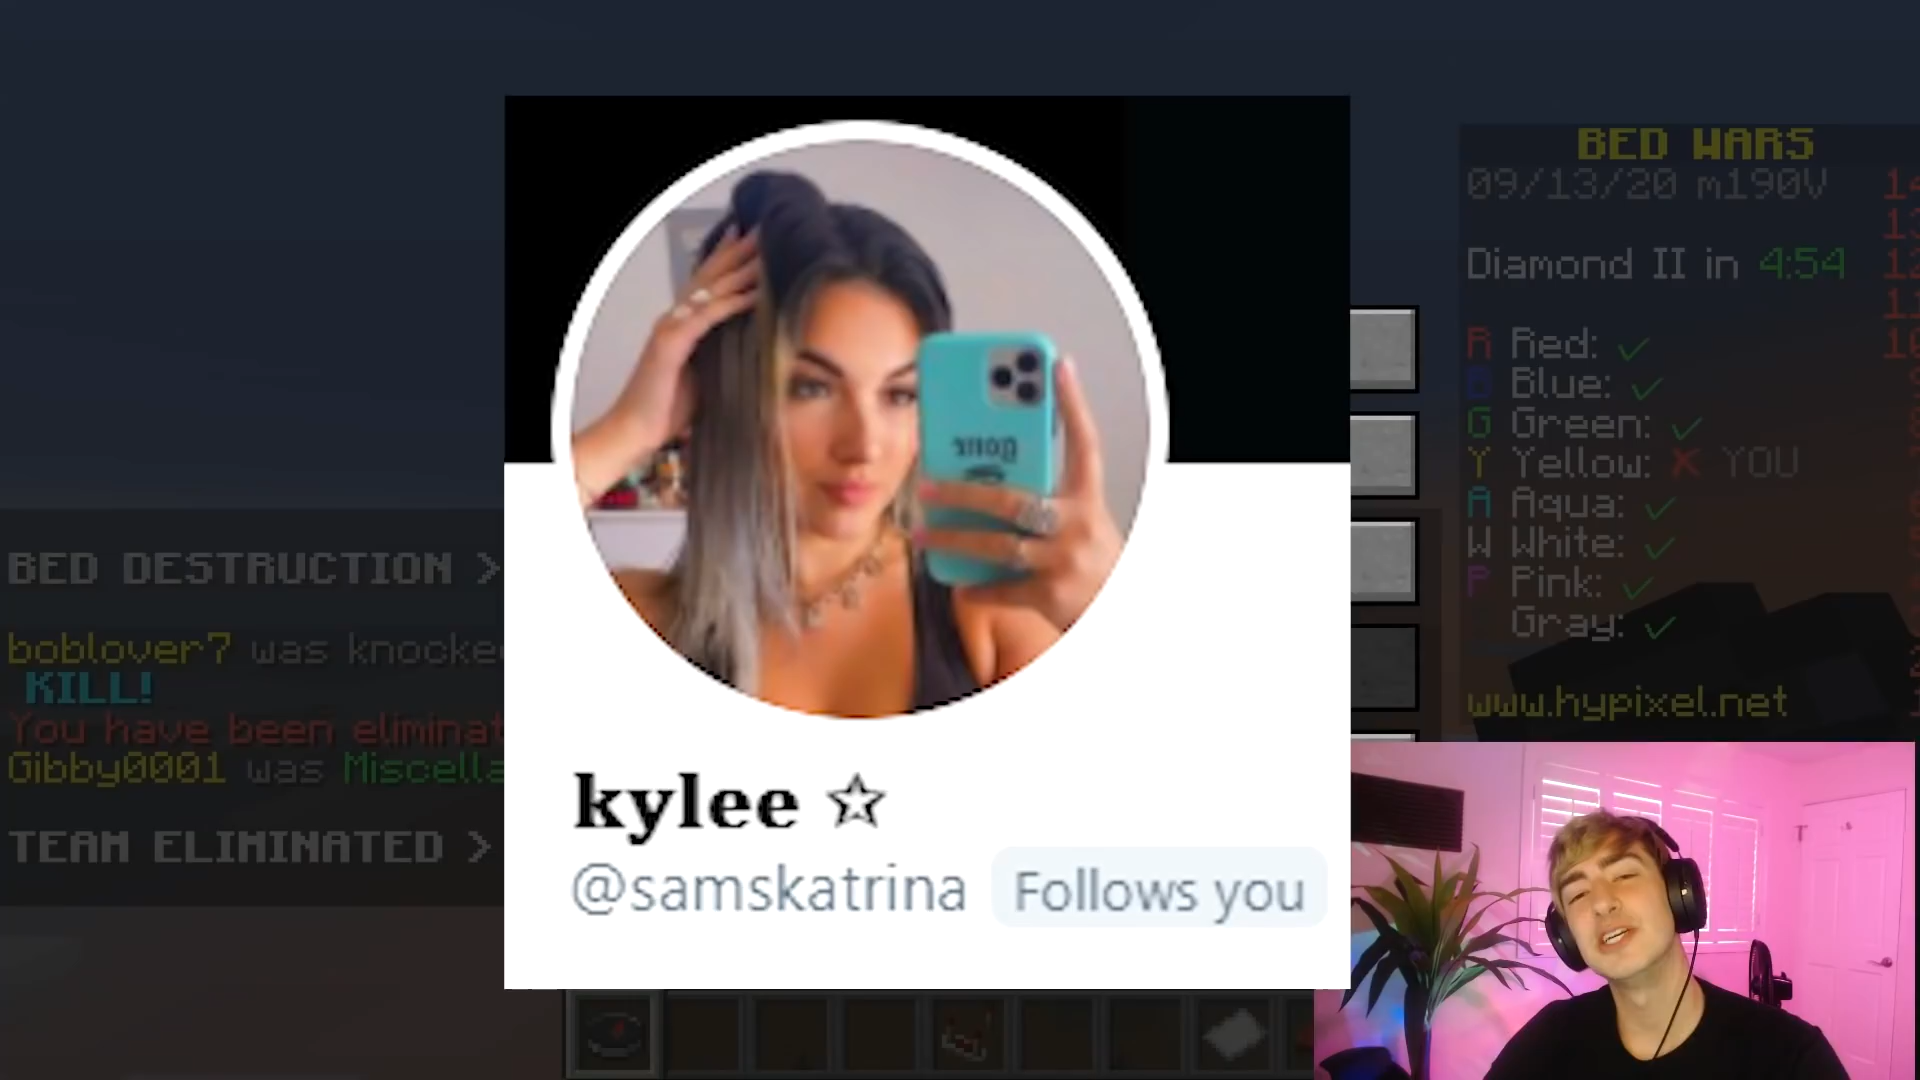 BED WARS
09/13/20 m190V
Diamond II in 4:54
R Red: ✓
B Blue: ✓
G Green: ✓
Y Yellow: ✗ YOU
A Aqua: ✓
W White: ✓
P Pink: ✓
Gray: ✓
www.hypixel.net
BED DESTRUCTION >
boblover7 was knocke
KILL!
You have been eliminat
Gibby0001 was Miscella
TEAM ELIMINATED >
kylee ☆
@samskatrina Follows you